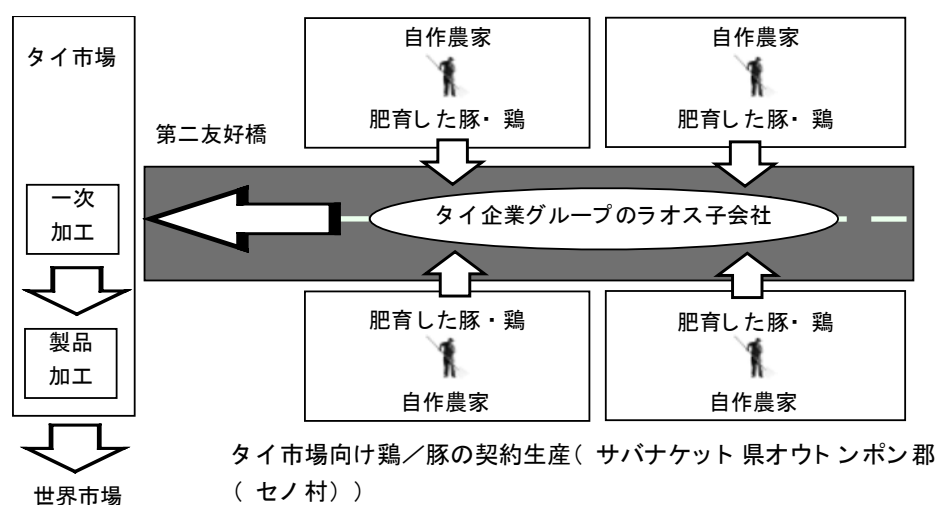 タイ市場
一次
加工
製品
加工
世界市場
第二友好橋
自作農家
肥育した豚・鶏
自作農家
肥育した豚・鶏
タイ企業グループのラオス子会社
肥育した豚・鶏
自作農家
肥育した豚・鶏
自作農家
タイ市場向け鶏／豚の契約生産（サバナケット県オウトンポン郡
（セノ村））